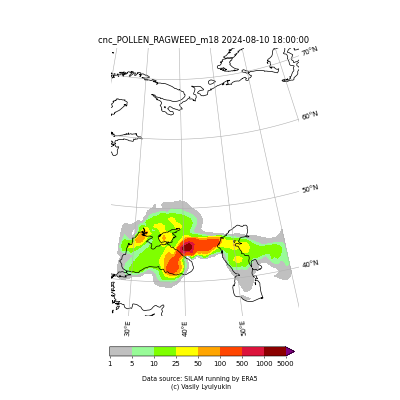 cnc_POLLEN_RAGWEED_m18 2024-08-10 18:00:00
70°N
60°N
50°N
40°N
30°E
40°E
50°E
1 5 10 25 50 100 500 1000 5000
Data source: SILAM running by ERA5
(c) Vasily Lyulyukin